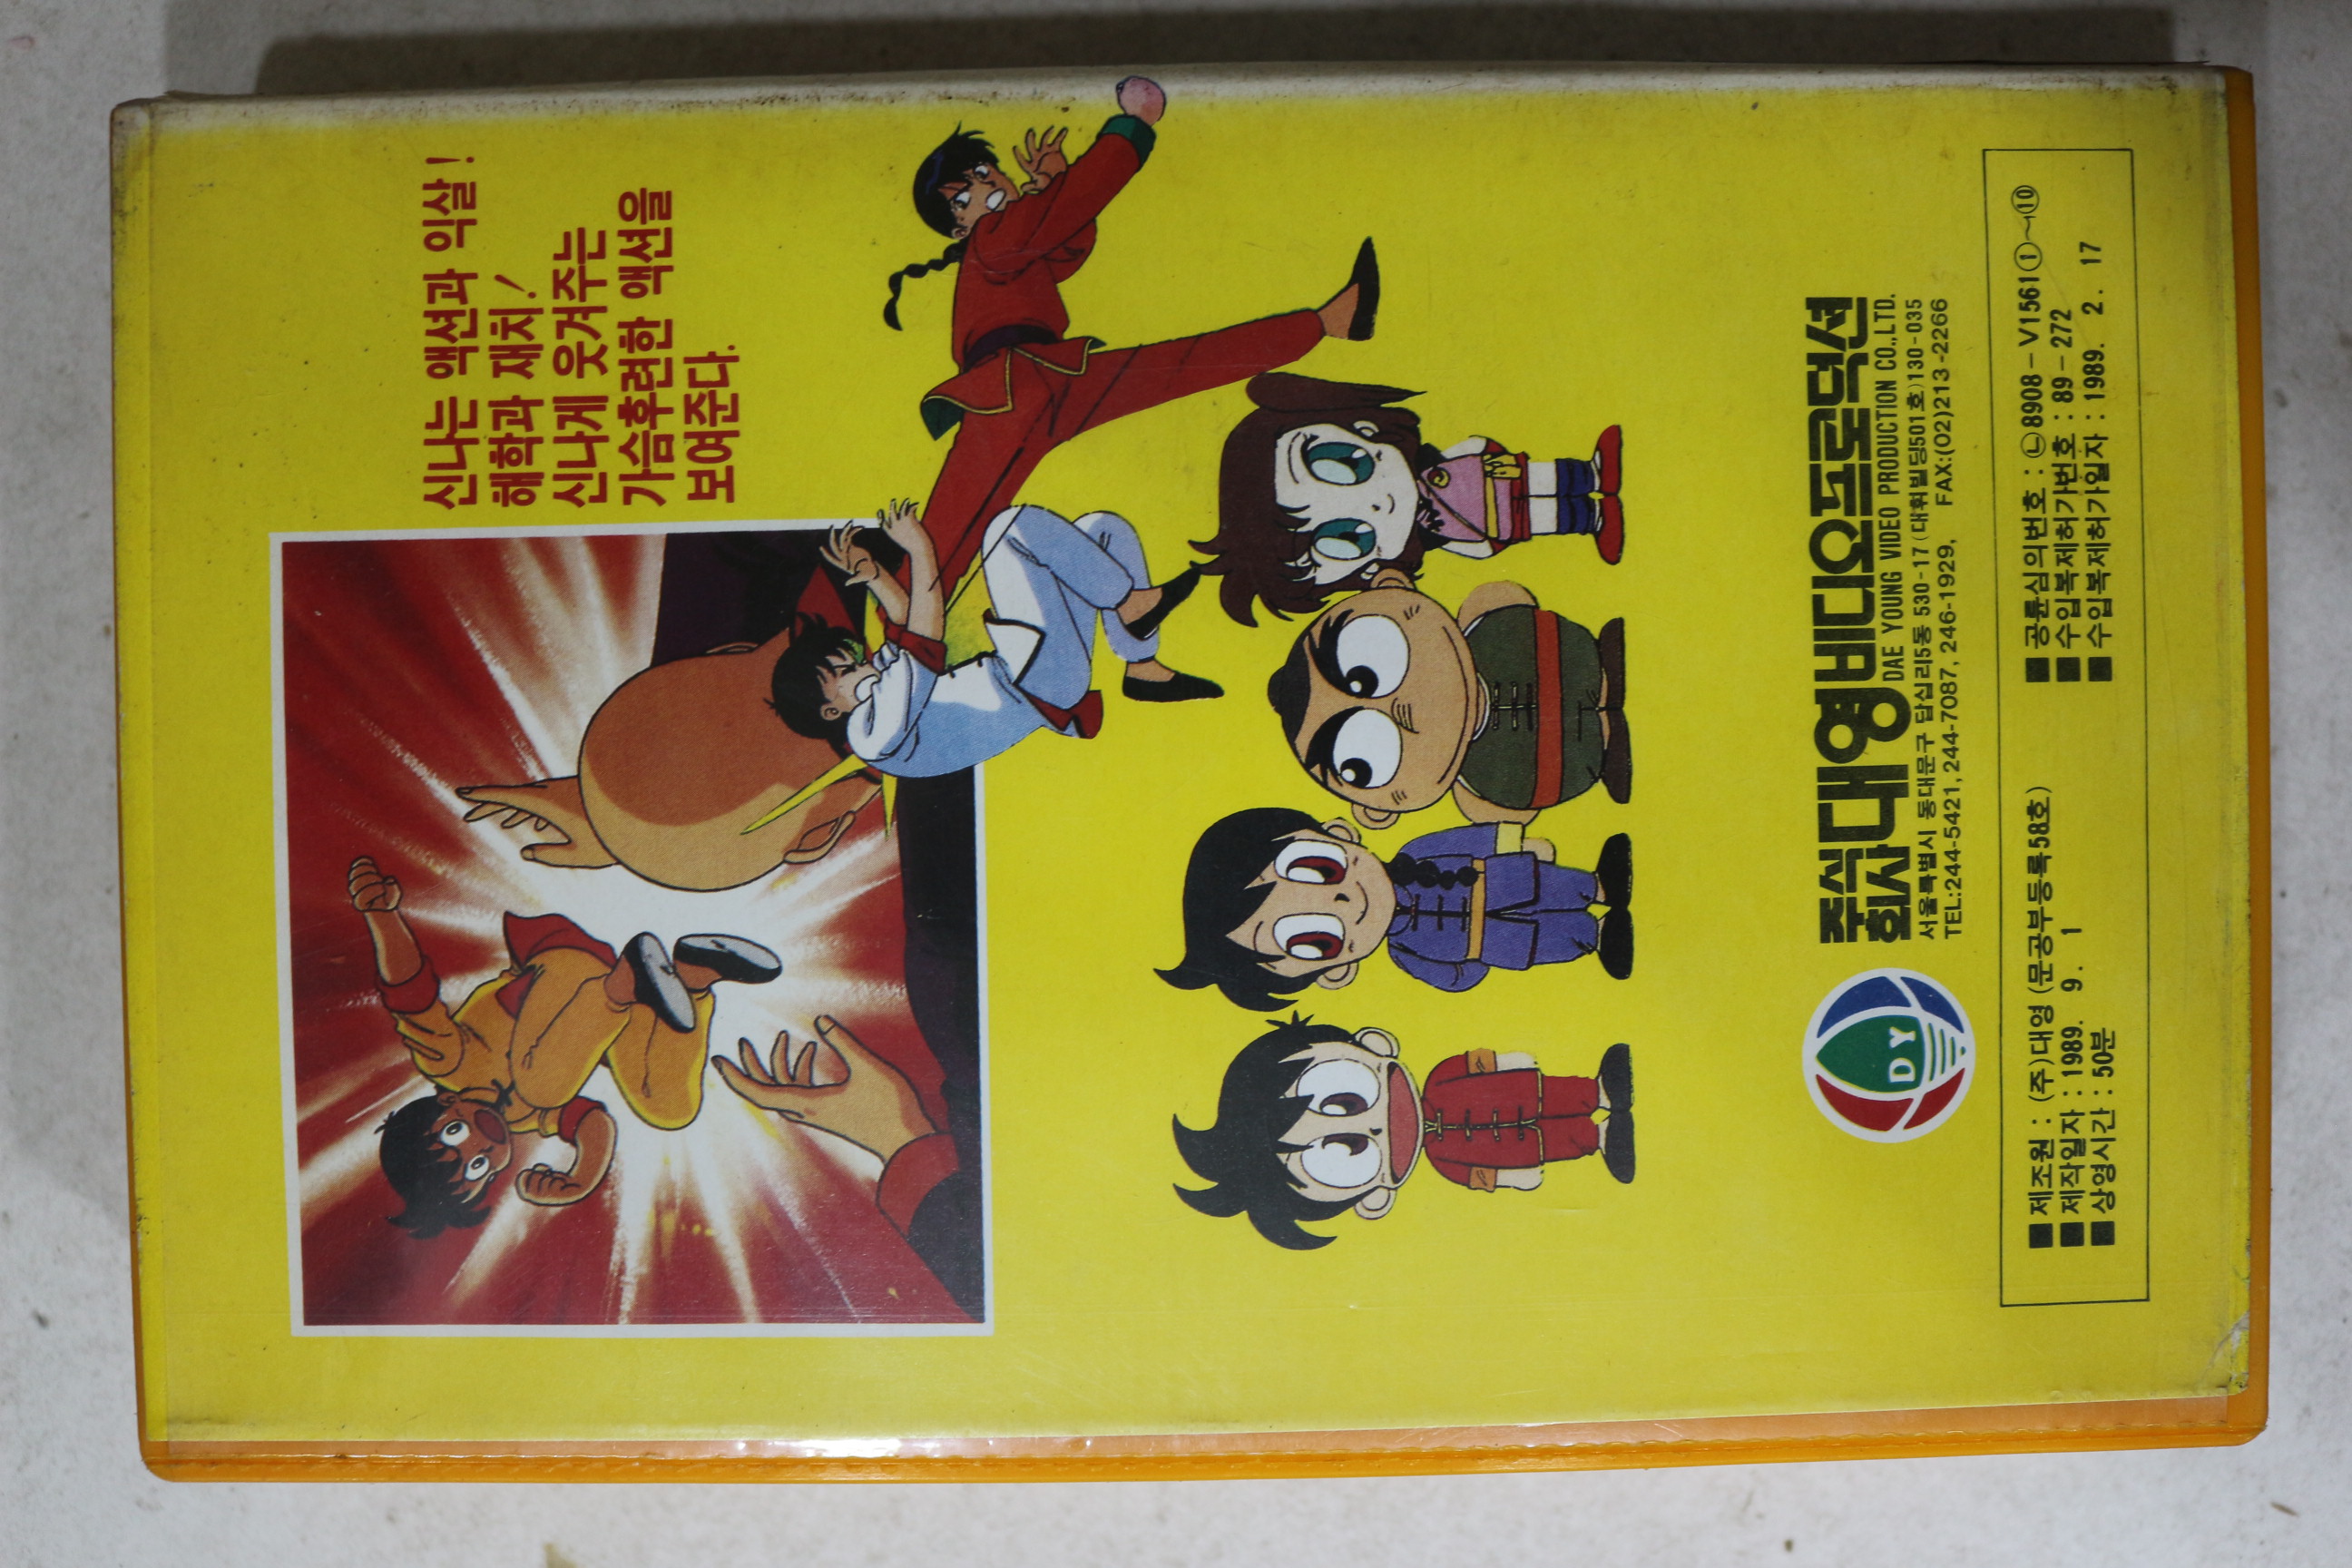 신나는 액션과 익살!
해학과 재치!
신나게 웃겨주는
가슴후련한 액션을
보여준다.
DY
주식회사 대영비디오프로덕션
DAE YOUNG VIDEO PRODUCTION CO.,LTD.
서울특별시 동대문구 답십리5동 530-17(대휘빌딩501호)130-035
TEL:244-5421, 244-7087, 246-1929, FAX:(02)213-2266
■제조원 : (주)대영 (문공부등록58호)
■제작일자 : 1989. 9. 1
■상영시간 : 50분
■공륜심의번호 : ㉡8908-V1561①~⑩
■수입복제허가번호 : 89-272
■수입복제허가일자 : 1989. 2. 17